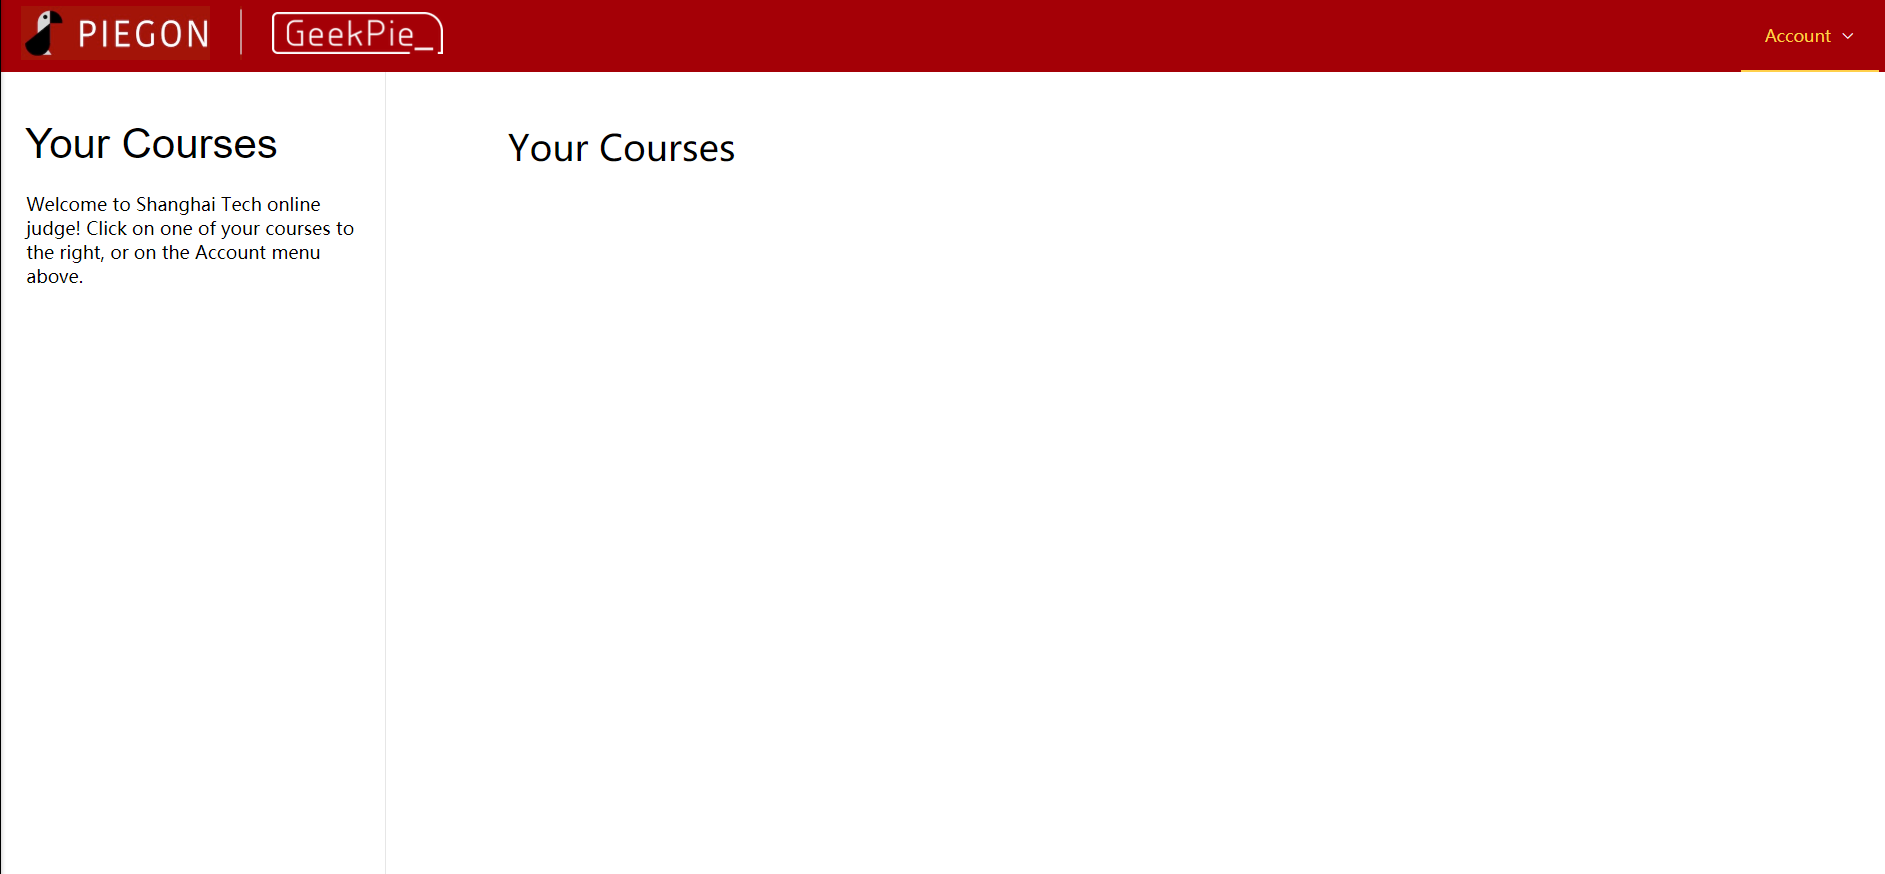 PIEGON
GeekPie_
Account
Your Courses
Welcome to Shanghai Tech online
judge! Click on one of your courses to
the right, or on the Account menu
above.
Your Courses